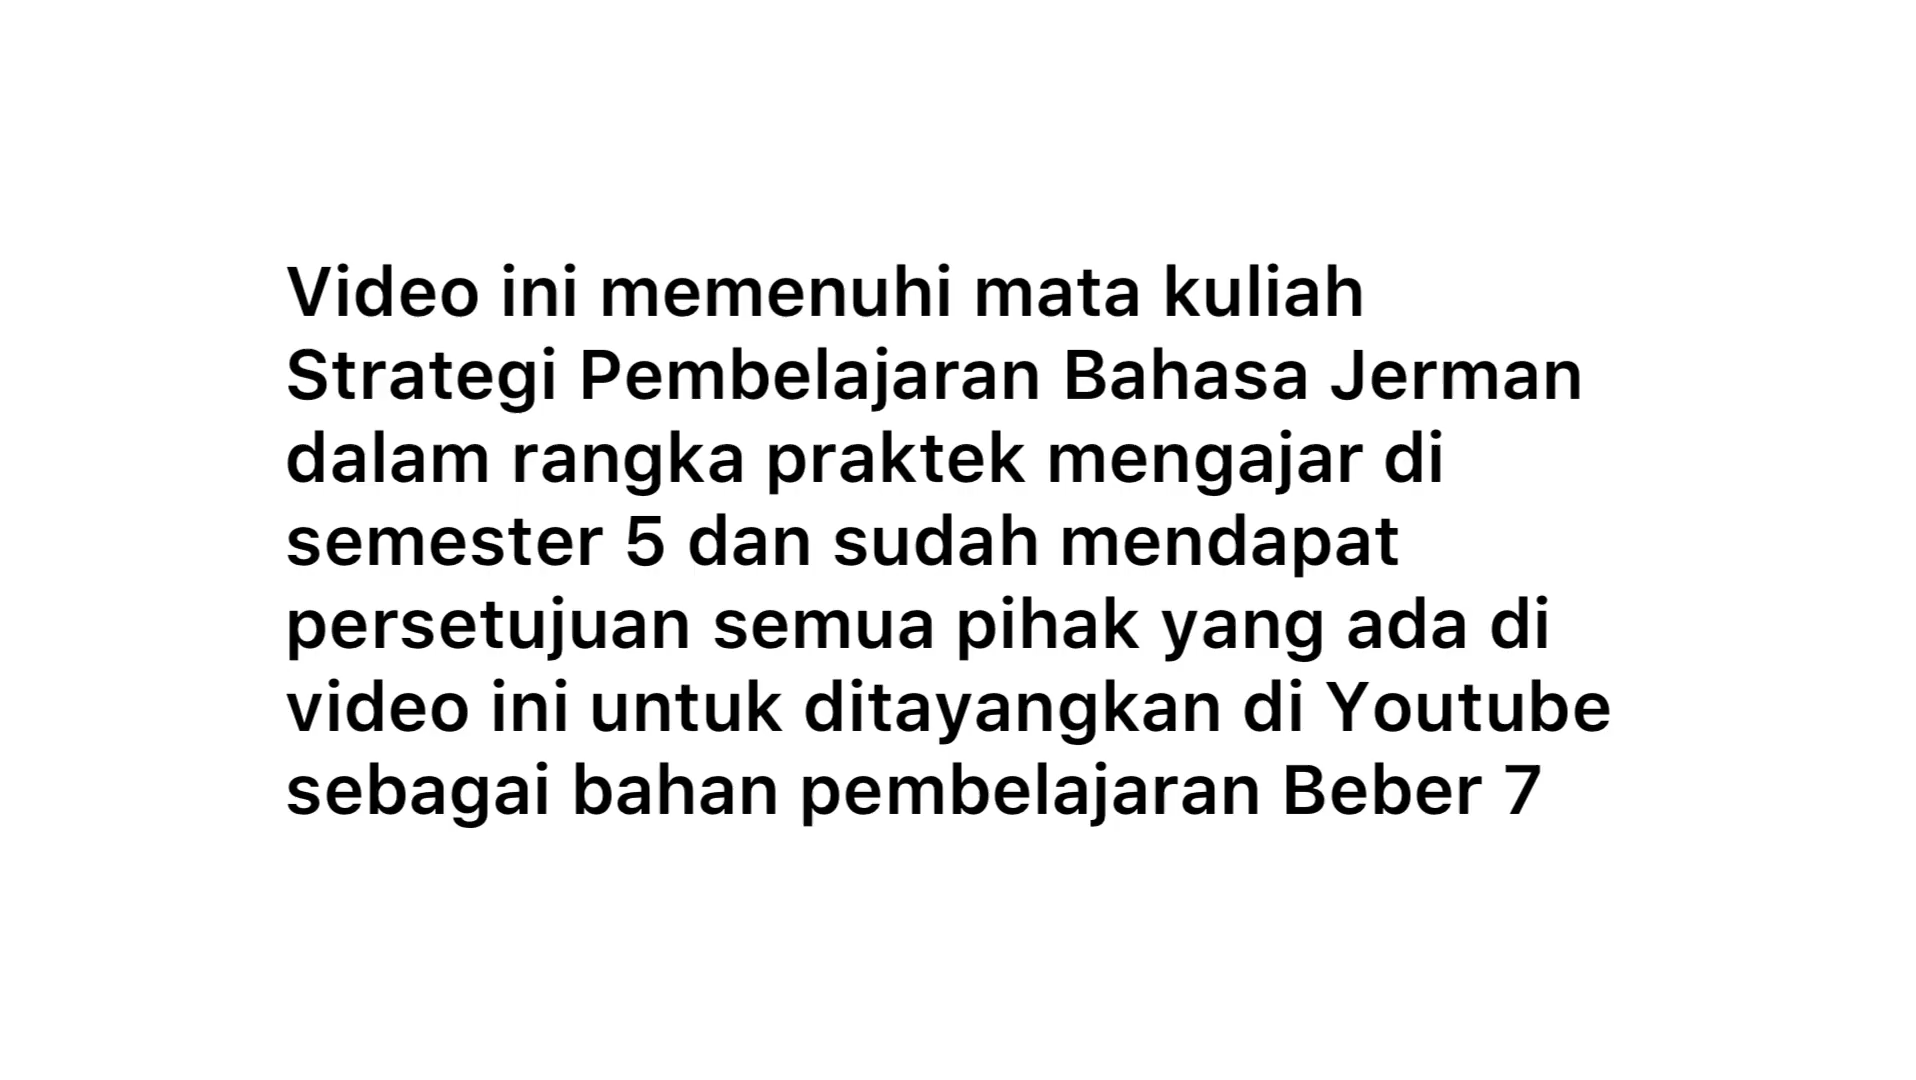 Video ini memenuhi mata kuliah
Strategi Pembelajaran Bahasa Jerman
dalam rangka praktek mengajar di
semester 5 dan sudah mendapat
persetujuan semua pihak yang ada di
video ini untuk ditayangkan di Youtube
sebagai bahan pembelajaran Beber 7